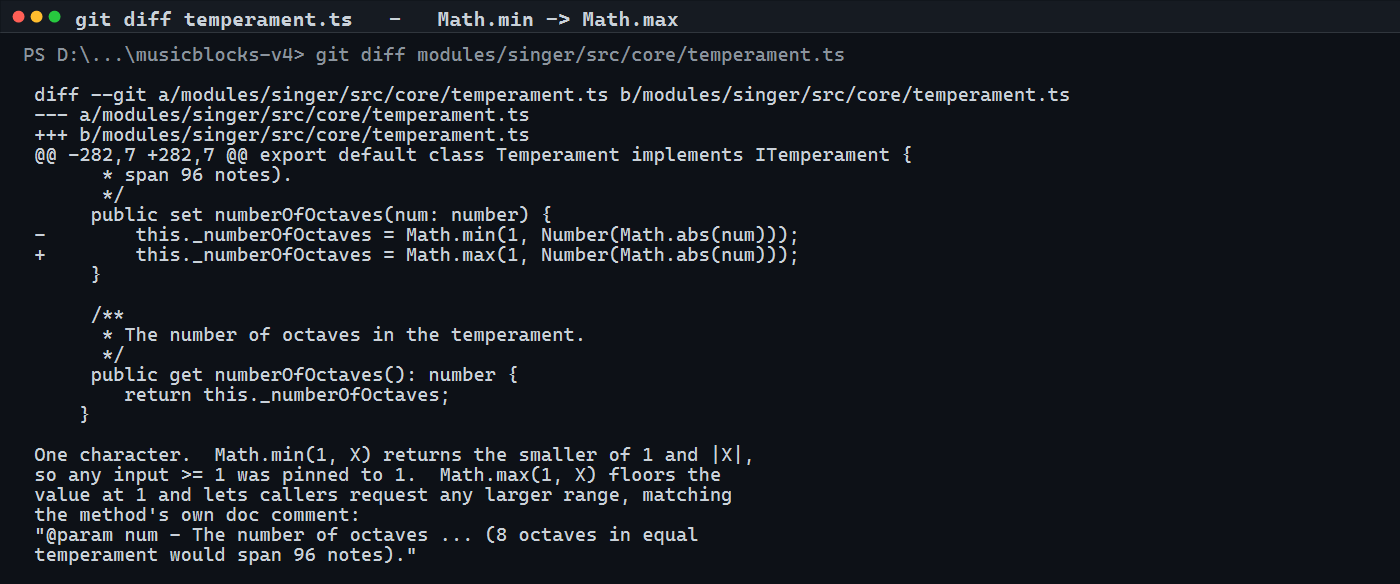 git diff temperament.ts   -   Math.min -> Math.max
PS D:\...\musicblocks-v4> git diff modules/singer/src/core/temperament.ts
diff --git a/modules/singer/src/core/temperament.ts b/modules/singer/src/core/temperament.ts
--- a/modules/singer/src/core/temperament.ts
+++ b/modules/singer/src/core/temperament.ts
@@ -282,7 +282,7 @@ export default class Temperament implements ITemperament {
      * span 96 notes).
      */
     public set numberOfOctaves(num: number) {
-        this._numberOfOctaves = Math.min(1, Number(Math.abs(num)));
+        this._numberOfOctaves = Math.max(1, Number(Math.abs(num)));
     }
     /**
      * The number of octaves in the temperament.
      */
     public get numberOfOctaves(): number {
        return this._numberOfOctaves;
    }
One character.  Math.min(1, X) returns the smaller of 1 and |X|,
so any input >= 1 was pinned to 1.  Math.max(1, X) floors the
value at 1 and lets callers request any larger range, matching
the method's own doc comment:
"@param num - The number of octaves ... (8 octaves in equal
temperament would span 96 notes)."